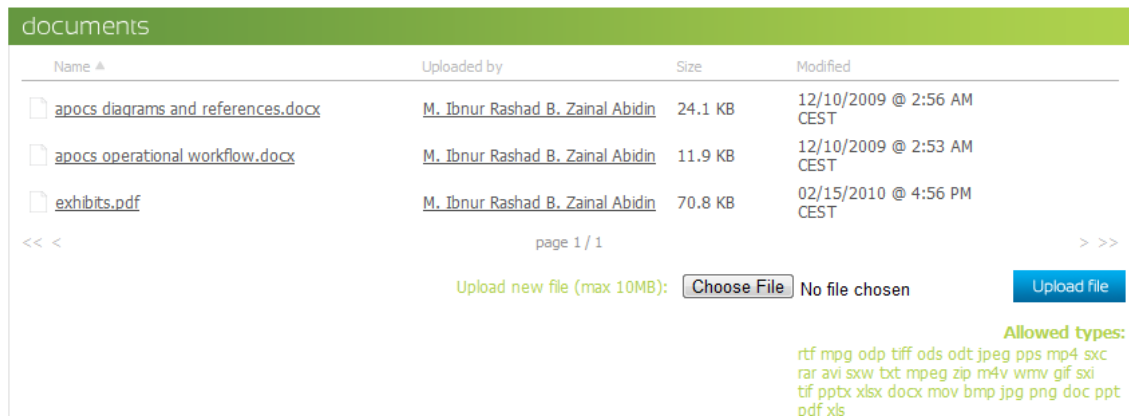 documents
Name ▲ Uploaded by Size Modified
apocs diagrams and references.docx M. Ibnur Rashad B. Zainal Abidin 24.1 KB 12/10/2009 @ 2:56 AM
CEST
apocs operational workflow.docx M. Ibnur Rashad B. Zainal Abidin 11.9 KB 12/10/2009 @ 2:53 AM
CEST
exhibits.pdf M. Ibnur Rashad B. Zainal Abidin 70.8 KB 02/15/2010 @ 4:56 PM
CEST
<< < page 1 / 1 > >>
Upload new file (max 10MB): Choose File No file chosen Upload file
Allowed types:
rtf mpg odp tiff ods odt jpeg pps mp4 sxc
rar avi sxw txt mpeg zip m4v wmv gif sxi
tif pptx xlsx docx mov bmp jpg png doc ppt
pdf xls